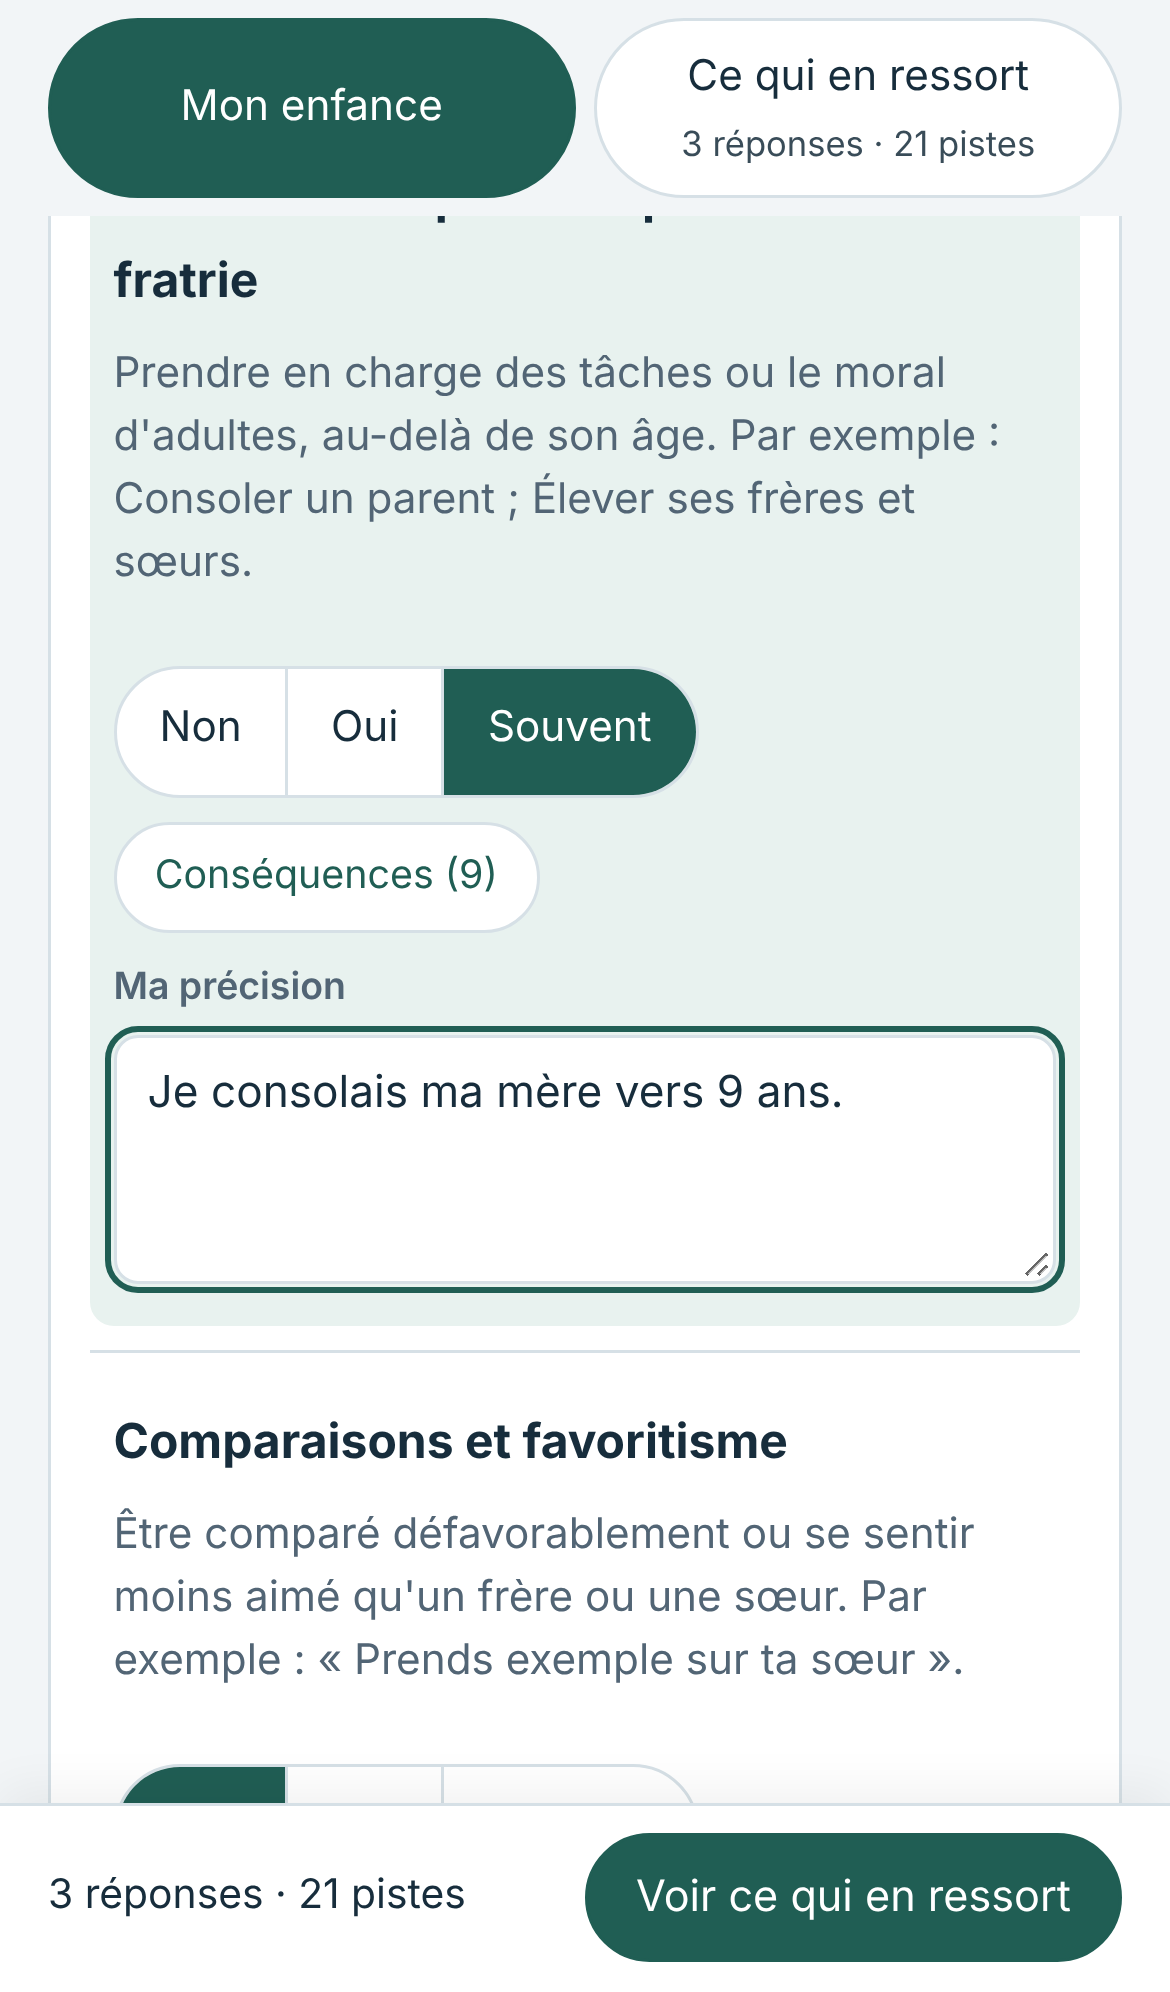 Mon enfance
Ce qui en ressort
3 réponses · 21 pistes
fratrie
Prendre en charge des tâches ou le moral
d'adultes, au-delà de son âge. Par exemple :
Consoler un parent ; Élever ses frères et
sœurs.
Non
Oui
Souvent
Conséquences (9)
Ma précision
Je consolais ma mère vers 9 ans.
Comparaisons et favoritisme
Être comparé défavorablement ou se sentir
moins aimé qu'un frère ou une sœur. Par
exemple : « Prends exemple sur ta sœur ».
3 réponses · 21 pistes
Voir ce qui en ressort